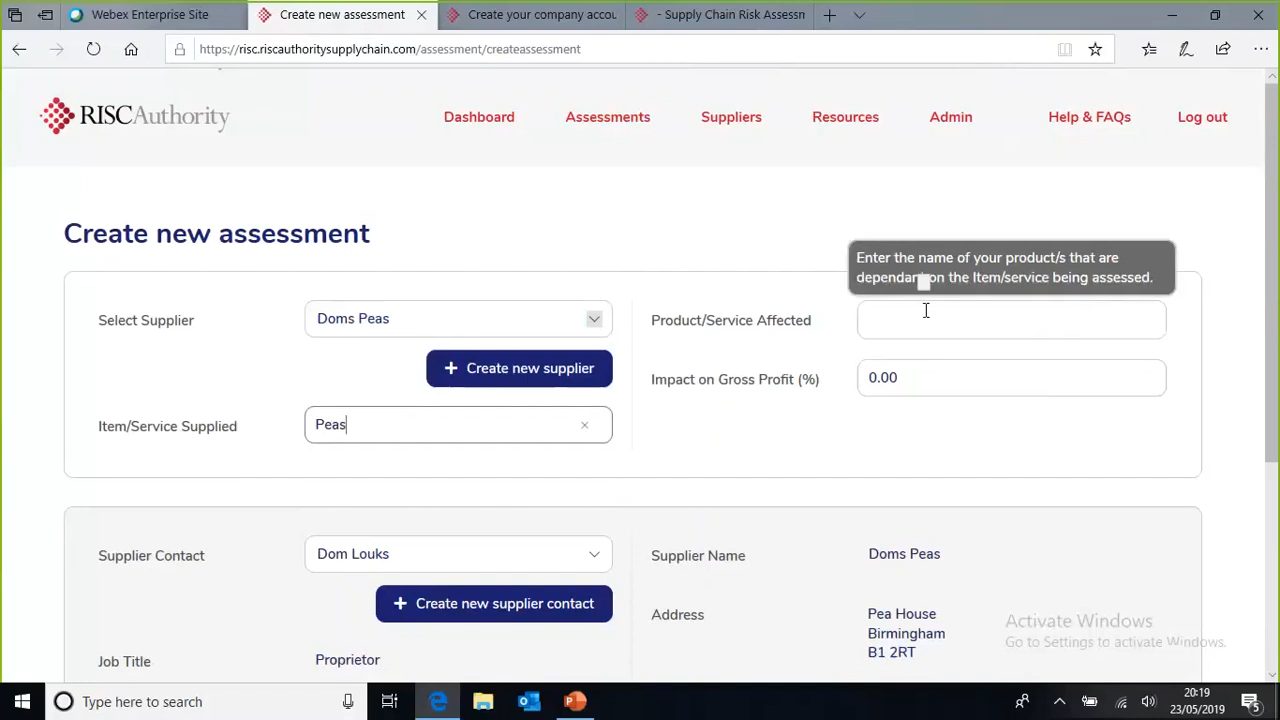 Webex Enterprise Site
Create new assessment
Create your company accou
- Supply Chain Risk Assessm
https://risc.riscauthoritysupplychain.com/assessment/createassessment
RISCAuthority
Dashboard
Assessments
Suppliers
Resources
Admin
Help & FAQs
Log out
Create new assessment
Enter the name of your product/s that are
dependant on the Item/service being assessed.
Select Supplier
Doms Peas
Product/Service Affected
+ Create new supplier
Impact on Gross Profit (%)
0.00
Item/Service Supplied
Peas
Supplier Contact
Dom Louks
Supplier Name
Doms Peas
+ Create new supplier contact
Address
Pea House
Birmingham
B1 2RT
Job Title
Proprietor
Activate Windows
Go to Settings to activate Windows.
Type here to search
20:19
23/05/2019
5